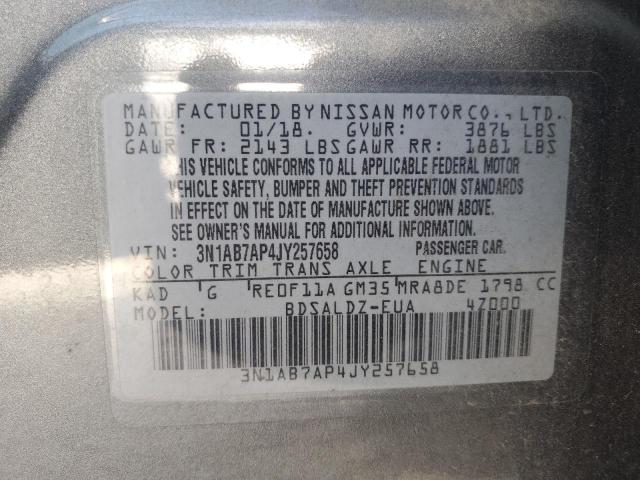 MANUFACTURED BY NISSAN MOTOR CO., LTD.
DATE: 01/18. GVWR: 3876 LBS
GAWR FR: 2143 LBS GAWR RR: 1881 LBS
THIS VEHICLE CONFORMS TO ALL APPLICABLE FEDERAL MOTOR
VEHICLE SAFETY, BUMPER AND THEFT PREVENTION STANDARDS
IN EFFECT ON THE DATE OF MANUFACTURE SHOWN ABOVE.
SEE OWNER'S MANUAL FOR ADDITIONAL INFORMATION.
VIN: 3N1AB7AP4JY257658 PASSENGER CAR.
COLOR TRIM TRANS AXLE ENGINE
KAD G RE0F11A GM35 MRA8DE 1798 CC
MODEL: BDSALDZ-EUA 4Z000
3N1AB7AP4JY257658